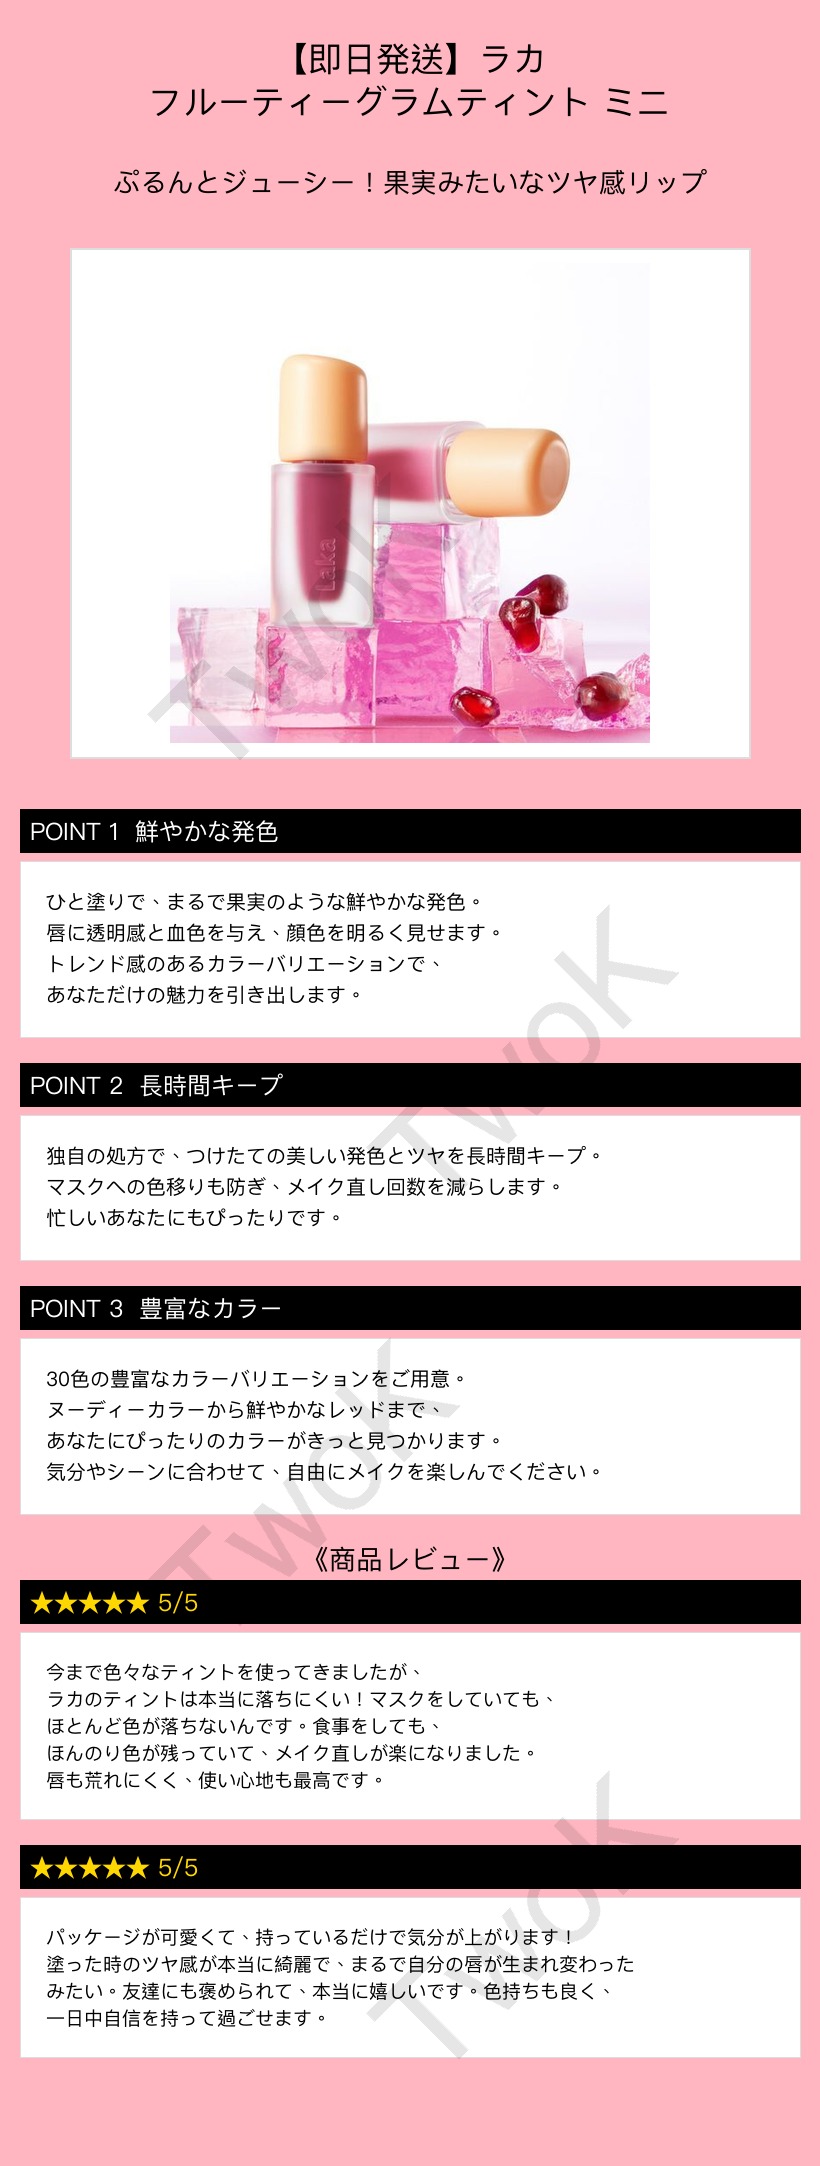 【即日発送】ラカ
フルーティーグラムティント ミニ
ぷるんとジューシー！果実みたいなツヤ感リップ
laka
TwoK
POINT 1 鮮やかな発色
ひと塗りで、まるで果実のような鮮やかな発色。
唇に透明感と血色を与え、顔色を明るく見せます。
トレンド感のあるカラーバリエーションで、
あなただけの魅力を引き出します。
TwoK
POINT 2 長時間キープ
独自の処方で、つけたての美しい発色とツヤを長時間キープ。
マスクへの色移りも防ぎ、メイク直し回数を減らします。
忙しいあなたにもぴったりです。
POINT 3 豊富なカラー
30色の豊富なカラーバリエーションをご用意。
ヌーディーカラーから鮮やかなレッドまで、
あなたにぴったりのカラーがきっと見つかります。
気分やシーンに合わせて、自由にメイクを楽しんでください。
TwoK
《商品レビュー》
★★★★★ 5/5
今まで色々なティントを使ってきましたが、
ラカのティントは本当に落ちにくい！マスクをしていても、
ほとんど色が落ちないんです。食事をしても、
ほんのり色が残っていて、メイク直しが楽になりました。
唇も荒れにくく、使い心地も最高です。
★★★★★ 5/5
パッケージが可愛くて、持っているだけで気分が上がります！
塗った時のツヤ感が本当に綺麗で、まるで自分の唇が生まれ変わった
みたい。友達にも褒められて、本当に嬉しいです。色持ちも良く、
一日中自信を持って過ごせます。
TwoK